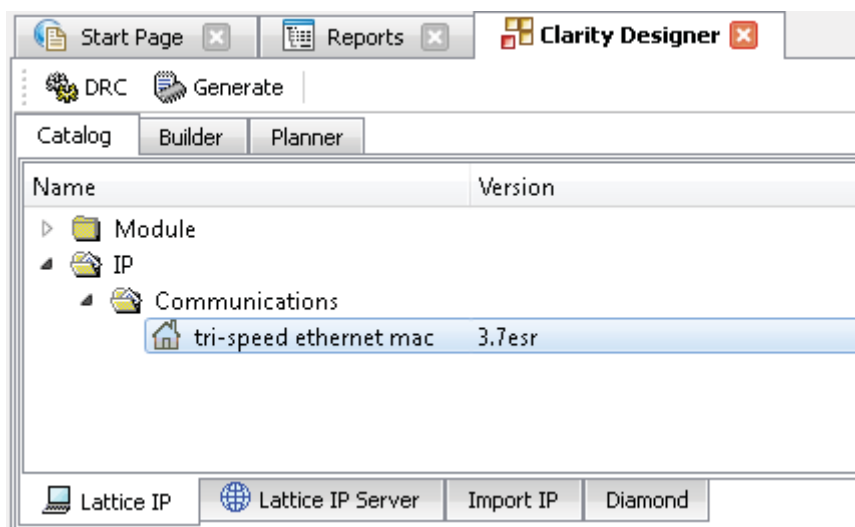 Start Page Reports Clarity Designer
DRC Generate
Catalog Builder Planner
Name Version
Module
IP
Communications
tri-speed ethernet mac 3.7esr
Lattice IP Lattice IP Server Import IP Diamond